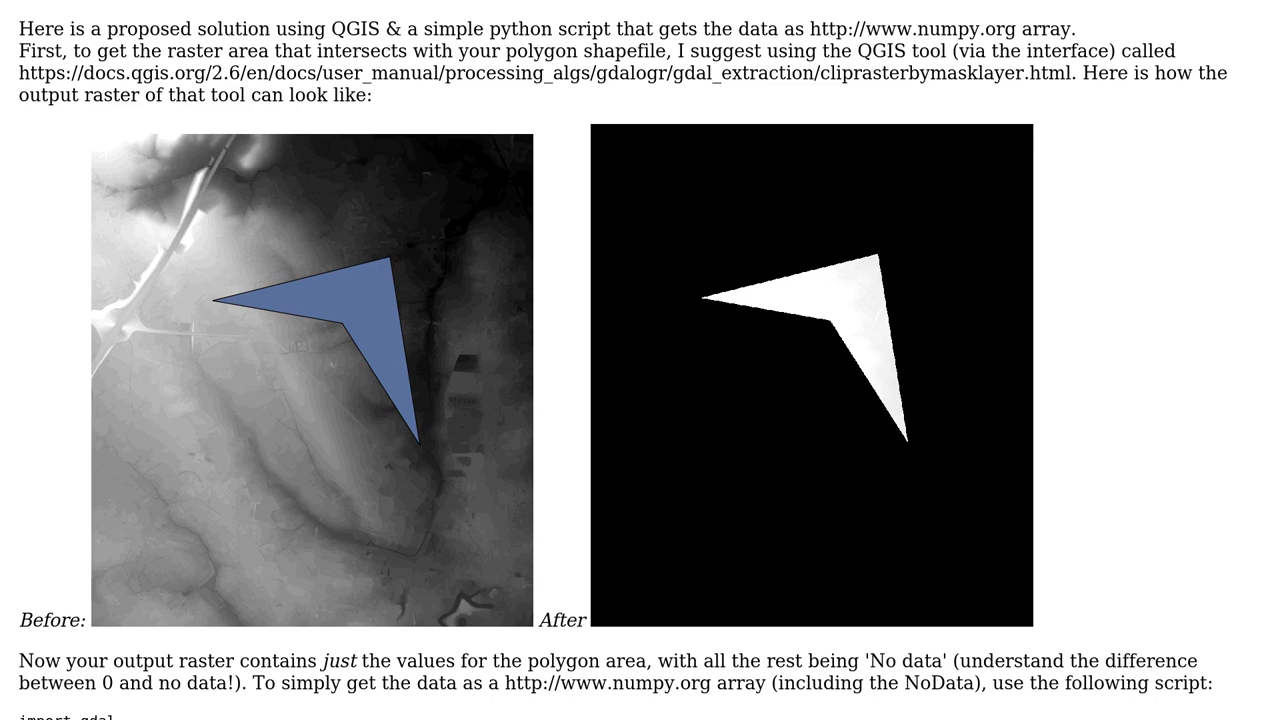 Here is a proposed solution using QGIS & a simple python script that gets the data as http://www.numpy.org array.
First, to get the raster area that intersects with your polygon shapefile, I suggest using the QGIS tool (via the interface) called
https://docs.qgis.org/2.6/en/docs/user_manual/processing_algs/gdalogr/gdal_extraction/cliprasterbymasklayer.html. Here is how the
output raster of that tool can look like:
Before: After
Now your output raster contains just the values for the polygon area, with all the rest being 'No data' (understand the difference
between 0 and no data!). To simply get the data as a http://www.numpy.org array (including the NoData), use the following script:
import gdal